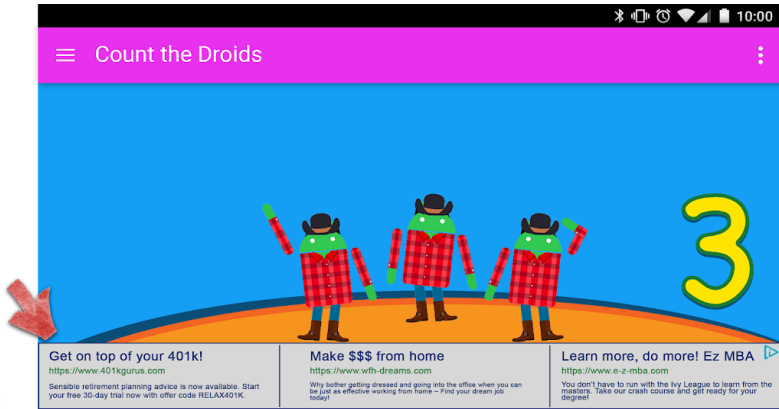 10:00
Count the Droids
3
Get on top of your 401k!
https://www.401kgurus.com
Sensible retirement planning advice is now available. Start
your free 30-day trial now with offer code RELAX401K.
Make $$$ from home
https://www.wfh-dreams.com
Why bother getting dressed and going into the office when you can
be just as effective working from home – Find your dream job
today!
Learn more, do more! Ez MBA
https://www.e-z-mba.com
You don't have to run with the Ivy League to learn from the
masters. Take our crash course and get ready for your
degree!